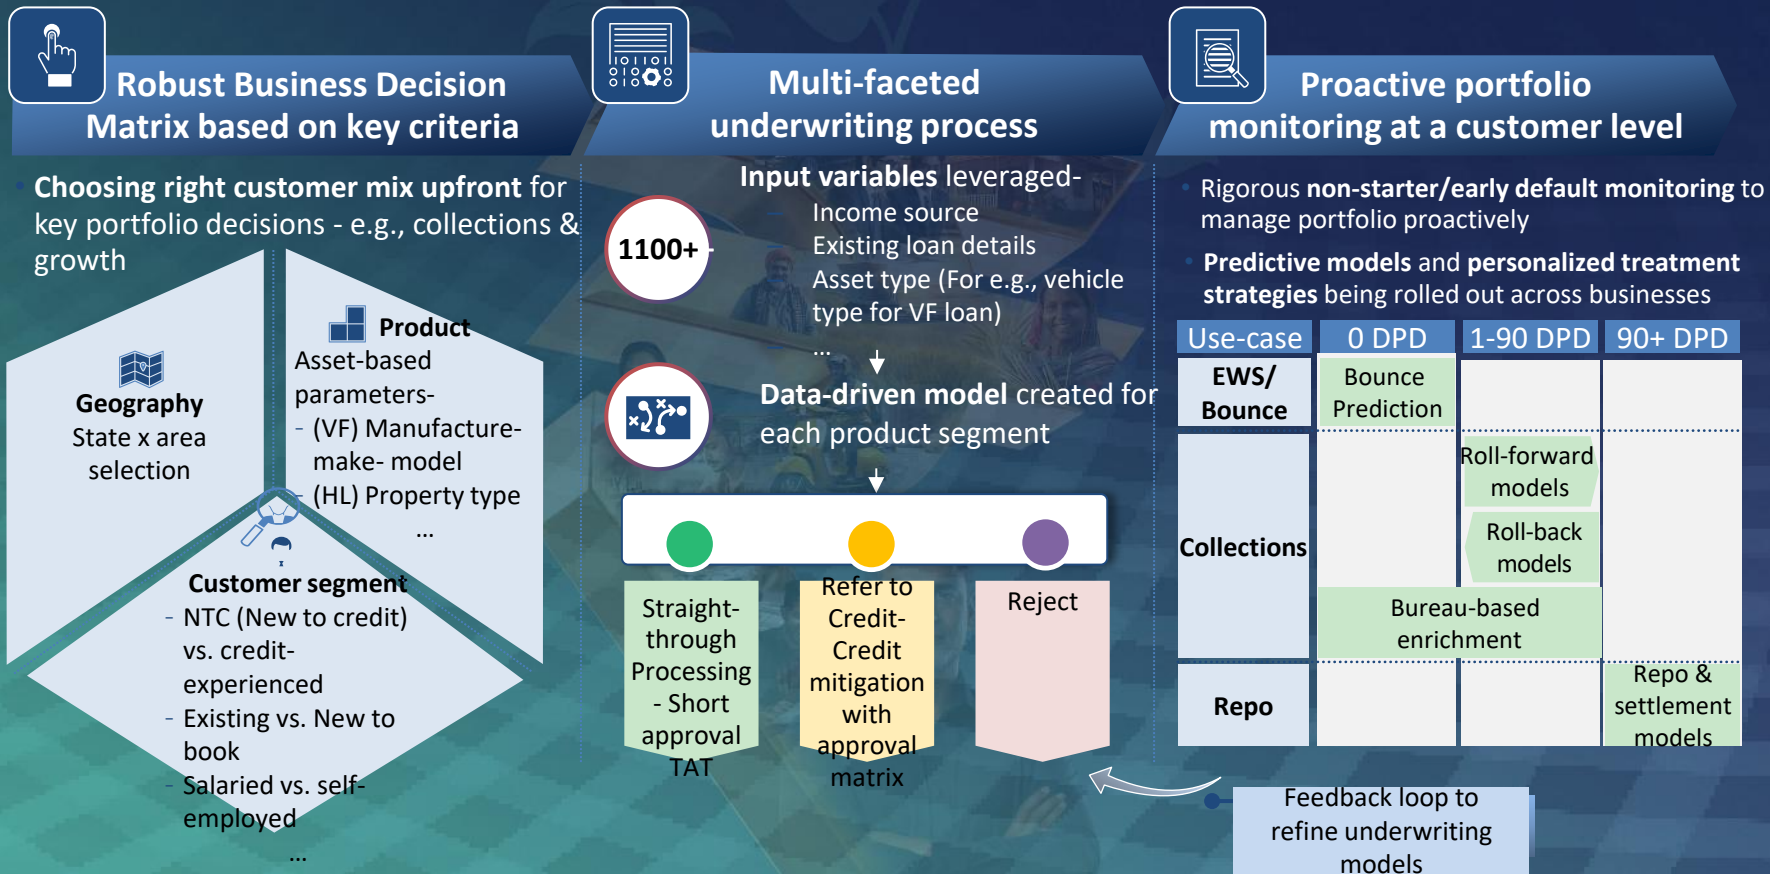 Robust Business Decision
Matrix based on key criteria
Choosing right customer mix upfront for
key portfolio decisions - e.g., collections &
growth
Geography
State x area
selection
Product
Asset-based
parameters-
- (VF) Manufacture-
make- model
- (HL) Property type
...
Customer segment
- NTC (New to credit)
vs. credit-
experienced
- Existing vs. New to
book
- Salaried vs. self-
employed
...
Multi-faceted
underwriting process
1100+
Input variables leveraged-
– Income source
– Existing loan details
– Asset type (For e.g., vehicle
type for VF loan)
– ...
Data-driven model created for
each product segment
Straight-
through
Processing
- Short
approval
TAT
Refer to
Credit-
Credit
mitigation
with
approval
matrix
Reject
Proactive portfolio
monitoring at a customer level
• Rigorous non-starter/early default monitoring to
manage portfolio proactively
• Predictive models and personalized treatment
strategies being rolled out across businesses
Use-case 0 DPD 1-90 DPD 90+ DPD
EWS/
Bounce
Bounce
Prediction
Collections
Roll-forward
models
Roll-back
models
Bureau-based
enrichment
Repo
Repo &
settlement
models
Feedback loop to
refine underwriting
models